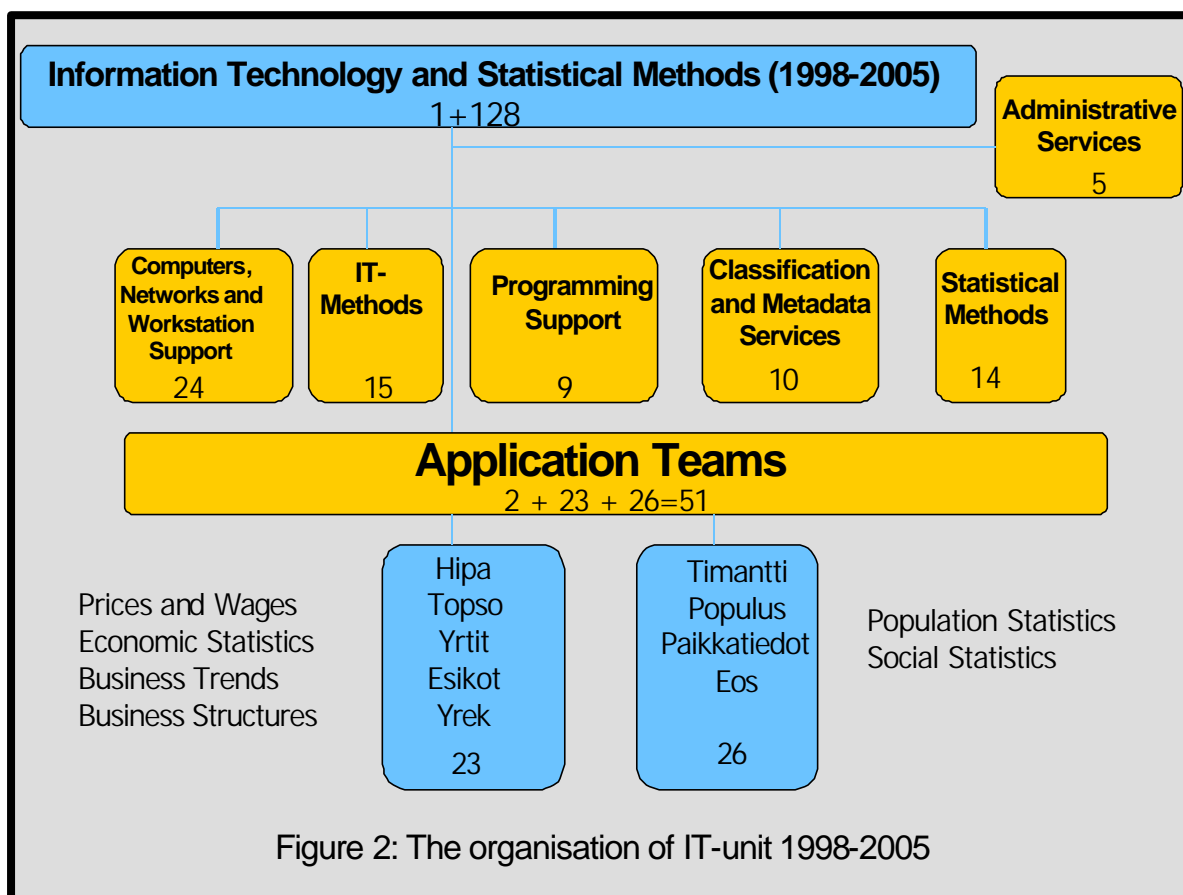 Information Technology and Statistical Methods (1998-2005)
1+128
Administrative
Services
5
Computers,
Networks and
Workstation
Support
24
IT-
Methods
15
Programming
Support
9
Classification
and Metadata
Services
10
Statistical
Methods
14
Application Teams
2 + 23 + 26=51
Prices and Wages
Economic Statistics
Business Trends
Business Structures
Hipa
Topso
Yrtit
Esikot
Yrek
23
Timantti
Populus
Paikkatiedot
Eos
26
Population Statistics
Social Statistics
Figure 2: The organisation of IT-unit 1998-2005